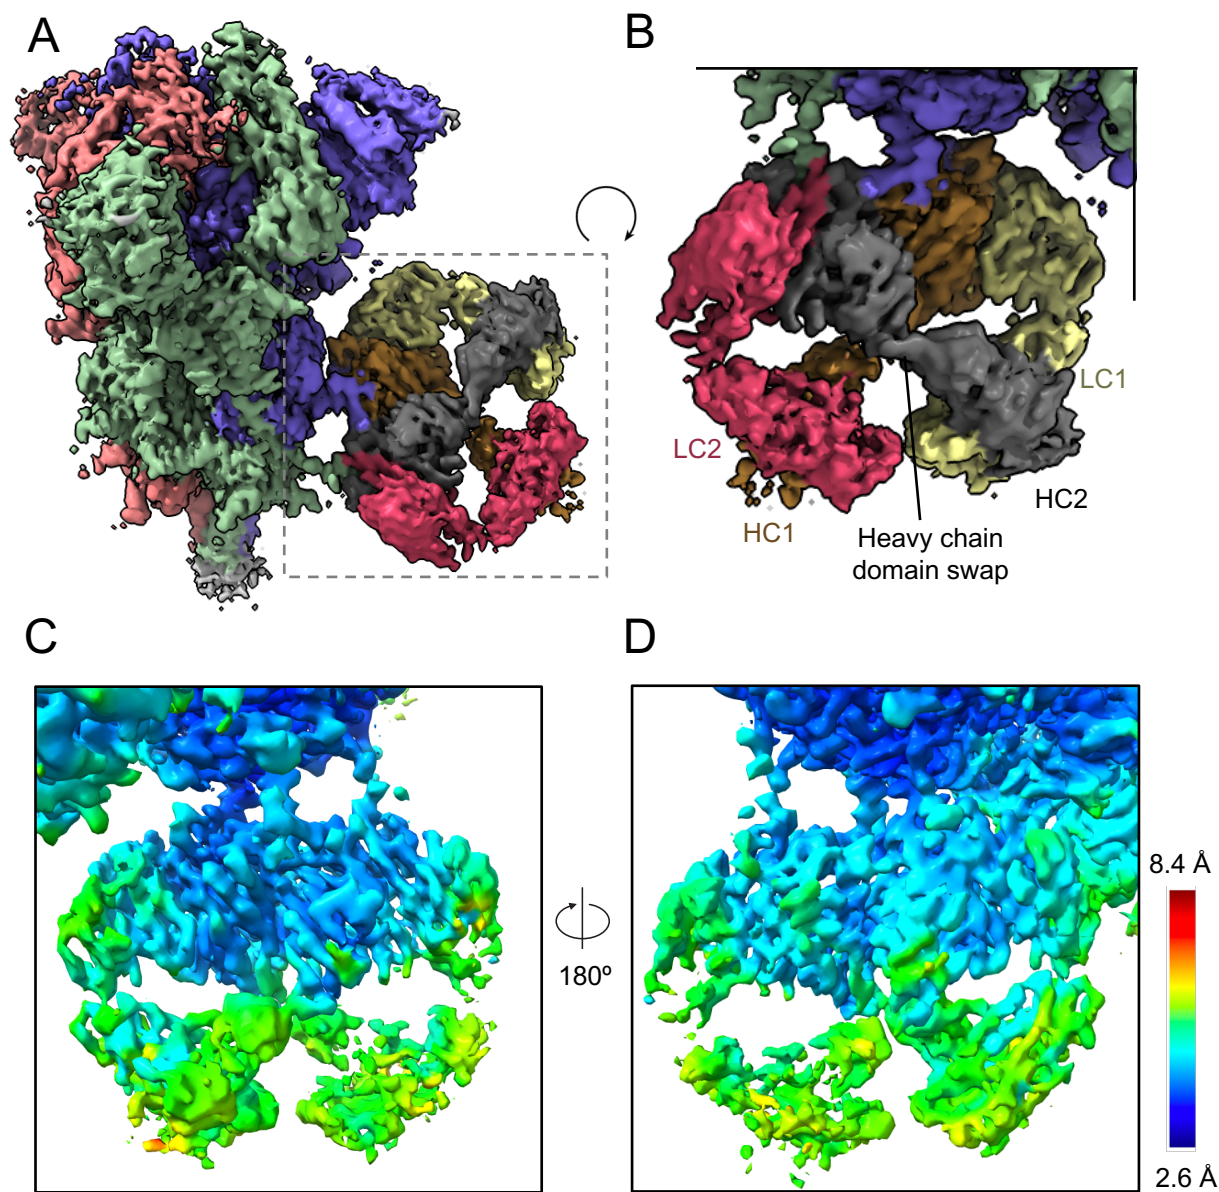 A
B
LC1
LC2
HC2
HC1
Heavy chain
domain swap
C
D
8.4 Å
180º
2.6 Å